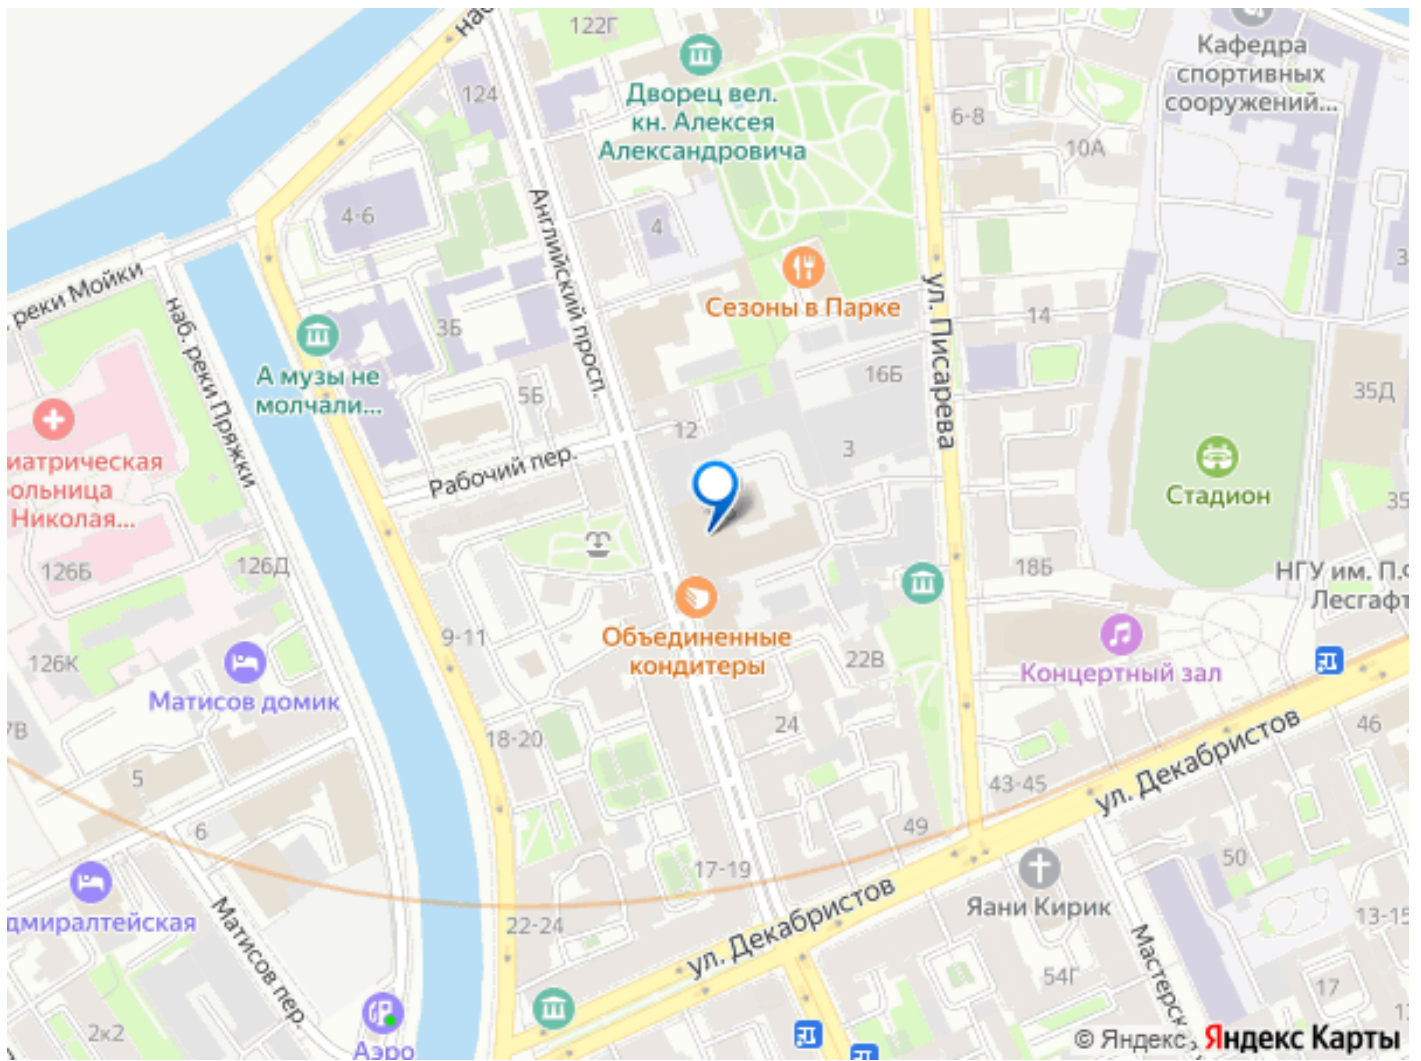 122Г
Кафедра
спортивных
сооружений...
Дворец вел.
кн. Алексея
Александровича
124
6-8
10А
4-6
4
Английский просп.
реки Мойки
наб. реки Пряжки
Сезоны в Парке
ул. Писарева
14
3Б
А музы не
молчали...
5Б
16Б
35Д
12
3
Рабочий пер.
иатрическая
ольница
Николая...
Стадион
35
126Б
126Д
18Б
НГУ им. П.Ф
Лесгафт
9-11
Объединенные
кондитеры
22В
Концертный зал
126К
Матисов домик
7В
18-20
24
46
5
43-45
ул. Декабристов
6
49
17-19
50
дмиралтейская
Матисов пер.
22-24
ул. Декабристов
Яани Кирик
13-15
Мастерск
54Г
17
2к2
Аэро
© Яндекс
Яндекс Карты